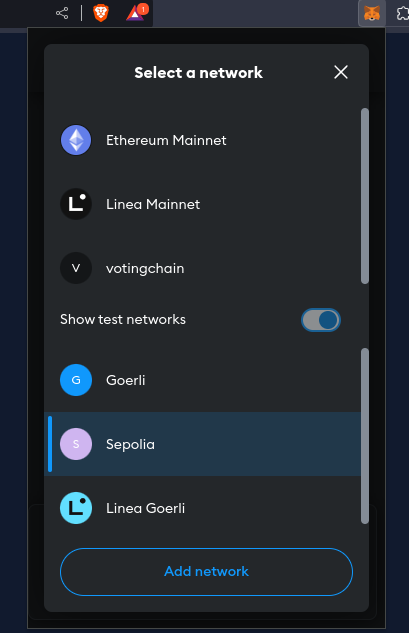 1
Select a network
Ethereum Mainnet
L
Linea Mainnet
V
votingchain
Show test networks
G
Goerli
S
Sepolia
L
Linea Goerli
Add network